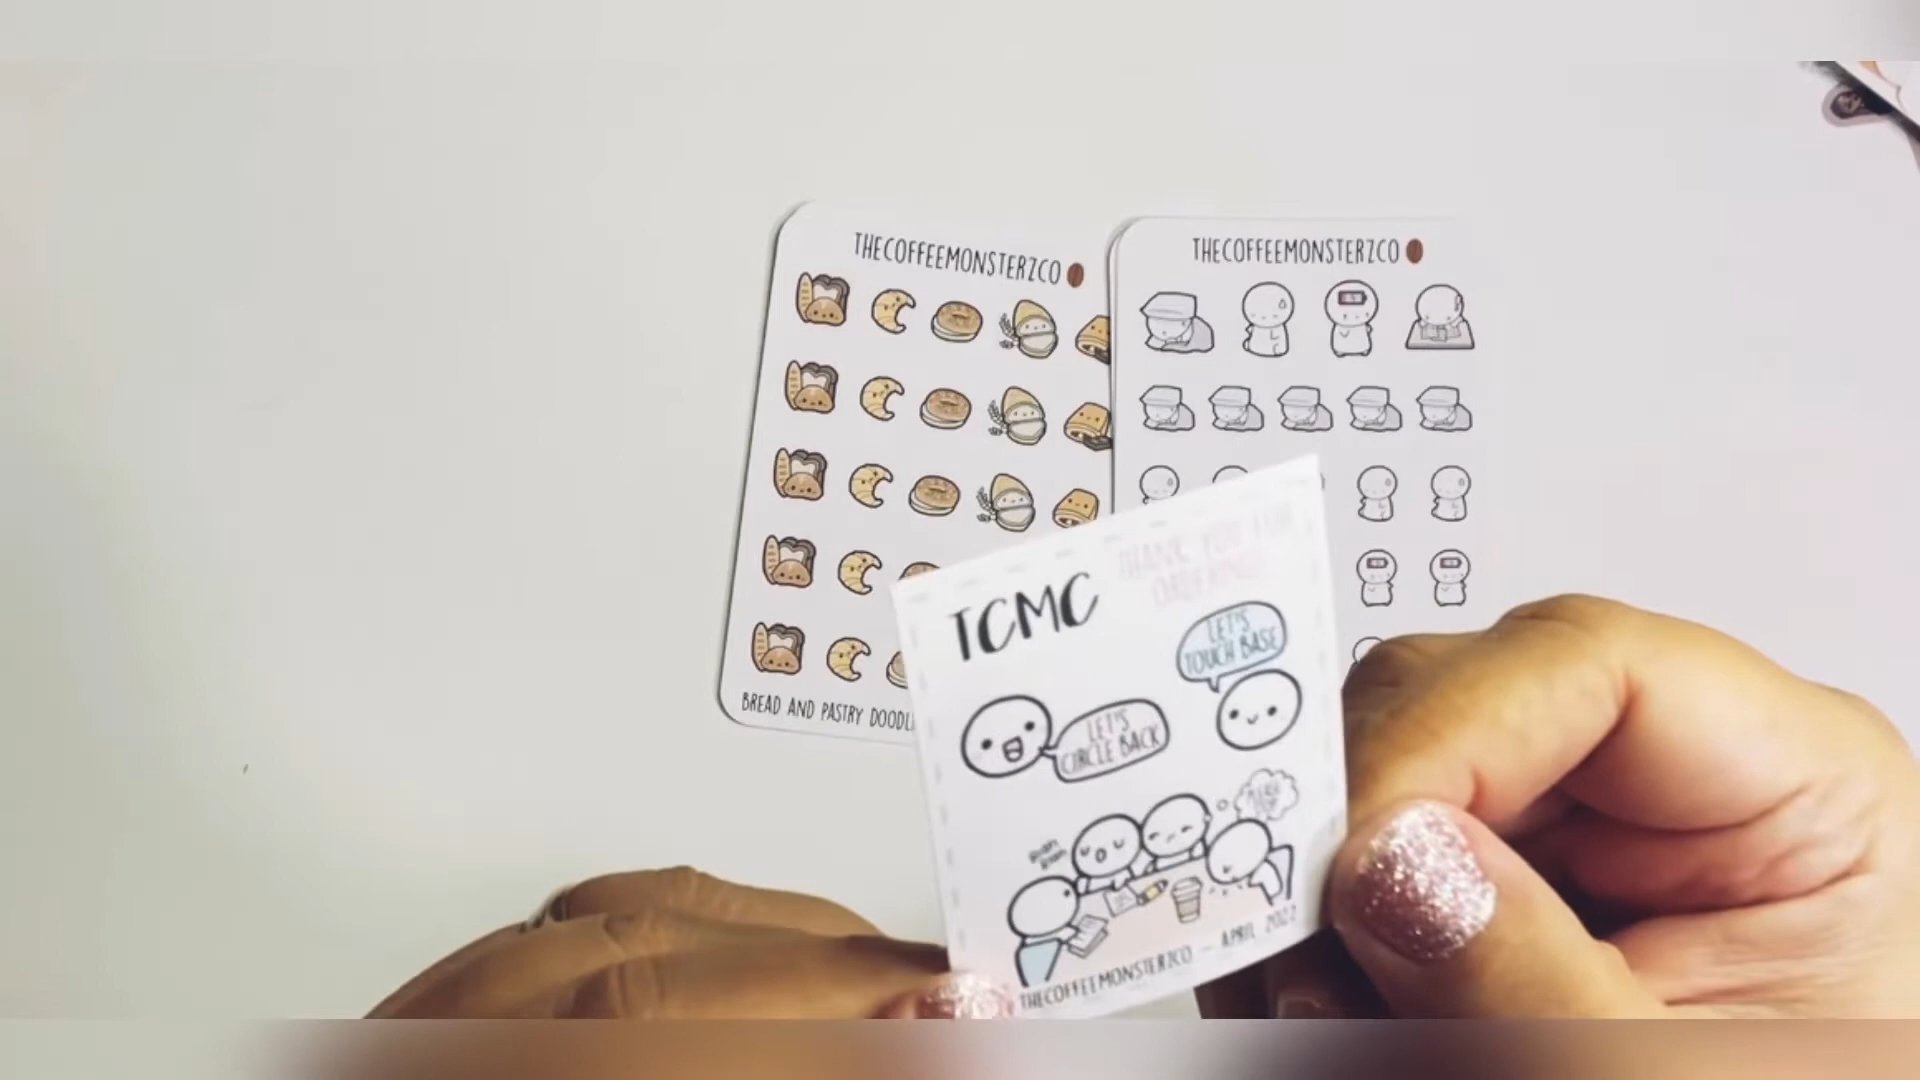 THECOFFEEMONSTERZCO
THECOFFEEMONSTERZCO
BREAD AND PASTRY DOODL
TCMC
THANK YOU FOR
ORDERING!
LET'S
TOUCH BASE
LET'S
CIRCLE BACK
THECOFFEEMONSTERZCO - APRIL 2022